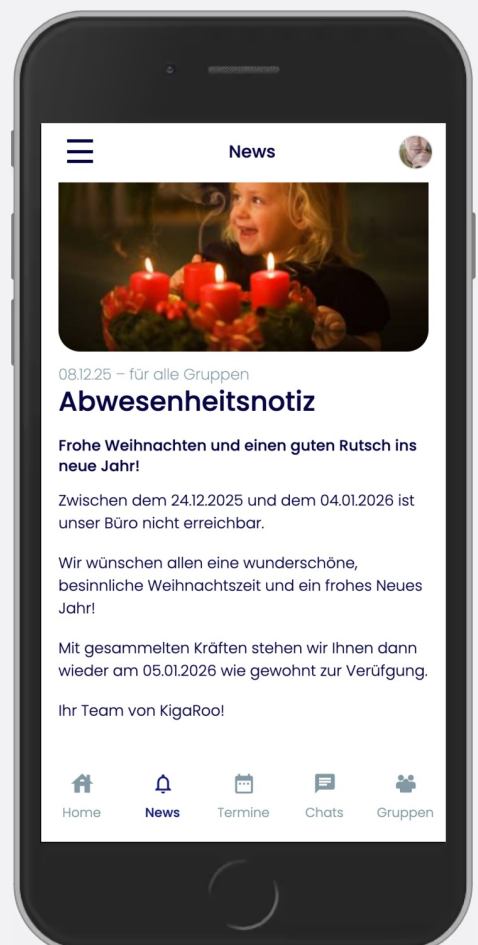 News
08.12.25 – für alle Gruppen
Abwesenheitsnotiz
Frohe Weihnachten und einen guten Rutsch ins
neue Jahr!
Zwischen dem 24.12.2025 und dem 04.01.2026 ist
unser Büro nicht erreichbar.
Wir wünschen allen eine wunderschöne,
besinnliche Weihnachtszeit und ein frohes Neues
Jahr!
Mit gesammelten Kräften stehen wir Ihnen dann
wieder am 05.01.2026 wie gewohnt zur Verüfgung.
Ihr Team von KigaRoo!
Home News Termine Chats Gruppen